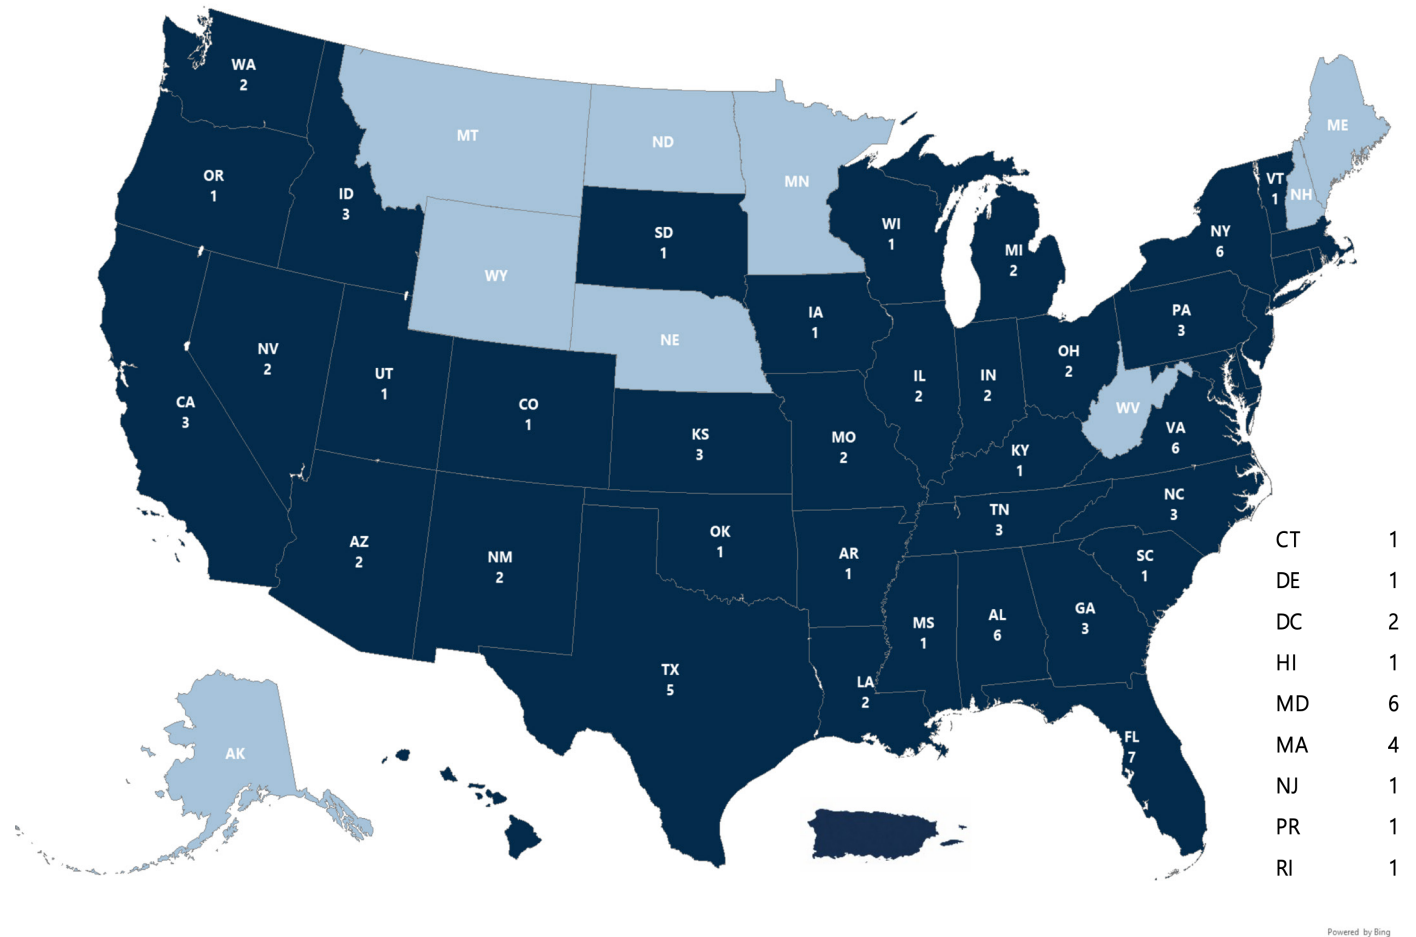 WA
2
MT
ND
ME
MN
OR
1
ID
3
VT
1
NH
SD
1
WI
1
NY
6
MI
2
WY
IA
1
PA
3
NE
NV
2
OH
2
UT
1
IL
2
IN
2
CA
3
CO
1
WV
KS
3
MO
2
VA
6
KY
1
NC
3
TN
3
AZ
2
NM
2
OK
1
AR
1
SC
1
MS
1
AL
6
GA
3
TX
5
LA
2
FL
7
AK
CT 1
DE 1
DC 2
HI 1
MD 6
MA 4
NJ 1
PR 1
RI 1
Powered by Bing